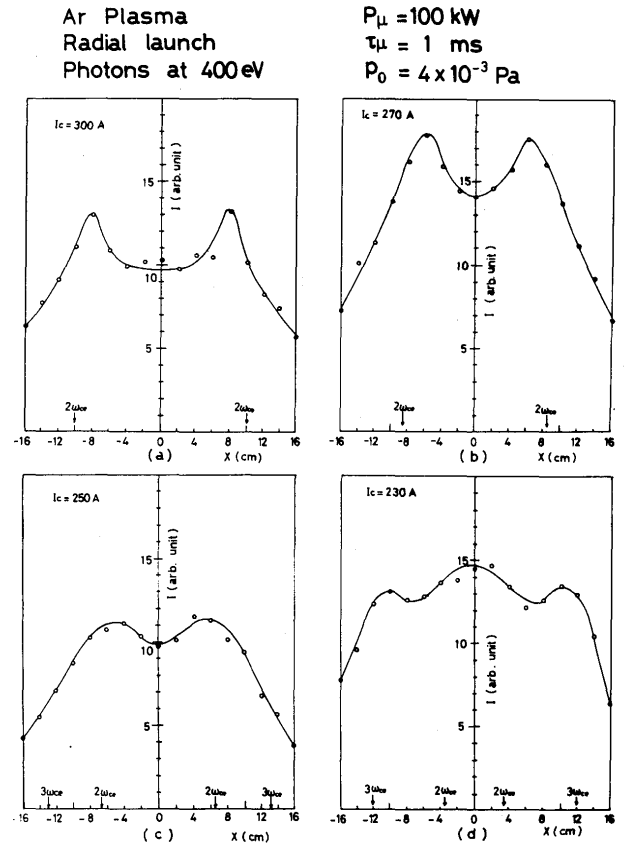 Ar Plasma
Radial launch
Photons at 400 eV
Pμ = 100 kW
τμ = 1 ms
p₀ = 4 x 10⁻³ Pa
Ic = 300 A
I (arb. unit)
15
10
5
2ωce
2ωce
-16 -12 -8 -4 0 4 8 12 16
(a) X (cm)
Ic = 270 A
I (arb. unit)
15
10
5
2ωce
2ωce
-16 -12 -8 -4 0 4 8 12 16
(b) X (cm)
Ic = 250 A
I (arb. unit)
15
10
5
3ωce 2ωce 2ωce 3ωce
-16 -12 -8 -4 0 4 8 12 16
(c) X (cm)
Ic = 230 A
I (arb. unit)
15
10
5
3ωce 2ωce 2ωce 3ωce
-16 -12 -8 -4 0 4 8 12 16
(d) X (cm)